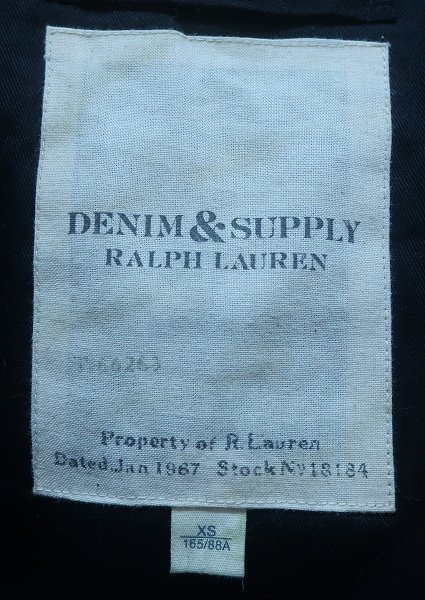 DENIM & SUPPLY
RALPH LAUREN
Property of R. Lauren
Dated Jan 1967 Stock No 18184
XS
165/88A